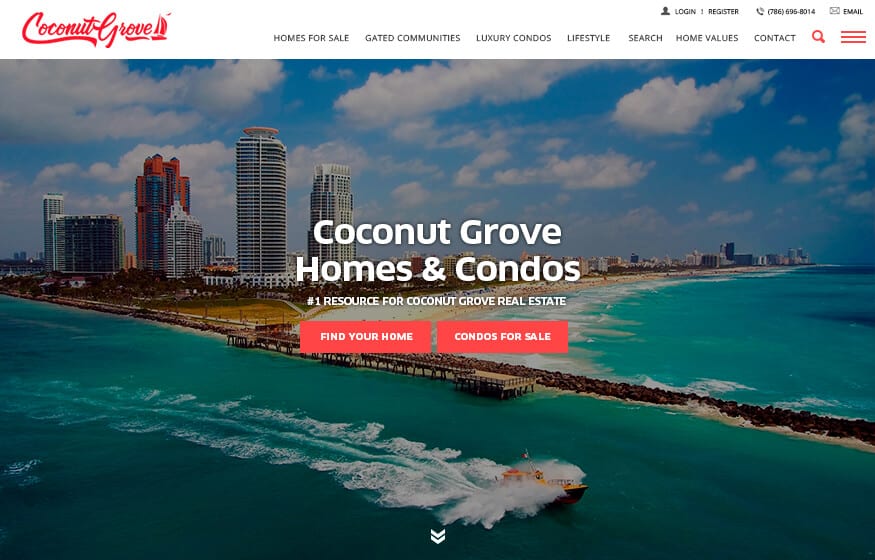 LOGIN | REGISTER (786) 696-8014 EMAIL
Coconut Grove
HOMES FOR SALE GATED COMMUNITIES LUXURY CONDOS LIFESTYLE SEARCH HOME VALUES CONTACT
Coconut Grove
Homes & Condos
#1 RESOURCE FOR COCONUT GROVE REAL ESTATE
FIND YOUR HOME CONDOS FOR SALE